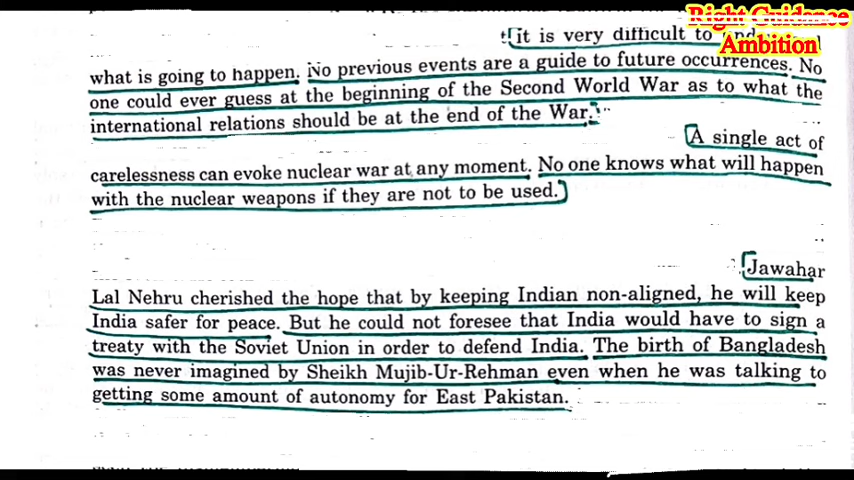 Right Guidance
Ambition
it is very difficult to
what is going to happen. No previous events are a guide to future occurrences. No
one could ever guess at the beginning of the Second World War as to what the
international relations should be at the end of the War.
A single act of
carelessness can evoke nuclear war at any moment. No one knows what will happen
with the nuclear weapons if they are not to be used.
Jawahar
Lal Nehru cherished the hope that by keeping Indian non-aligned, he will keep
India safer for peace. But he could not foresee that India would have to sign a
treaty with the Soviet Union in order to defend India. The birth of Bangladesh
was never imagined by Sheikh Mujib-Ur-Rehman even when he was talking to
getting some amount of autonomy for East Pakistan.